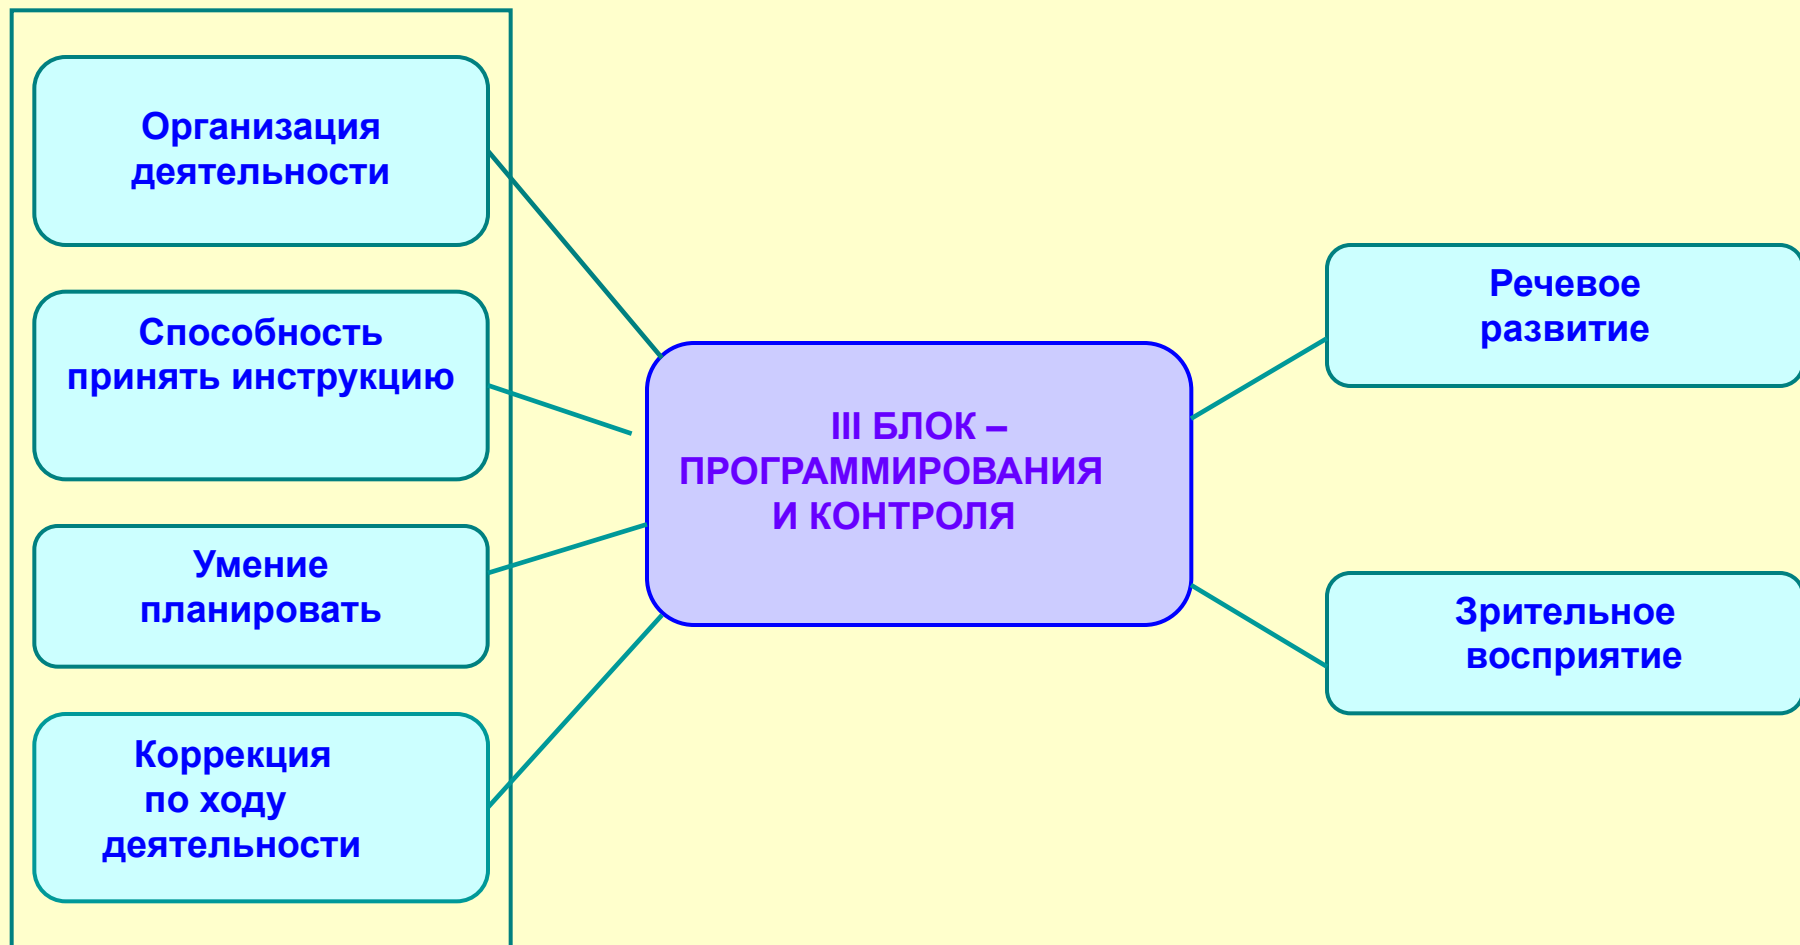 Организация
деятельности
Способность
принять инструкцию
Умение
планировать
Коррекция
по ходу
деятельности
III БЛОК –
ПРОГРАММИРОВАНИЯ
И КОНТРОЛЯ
Речевое
развитие
Зрительное
восприятие